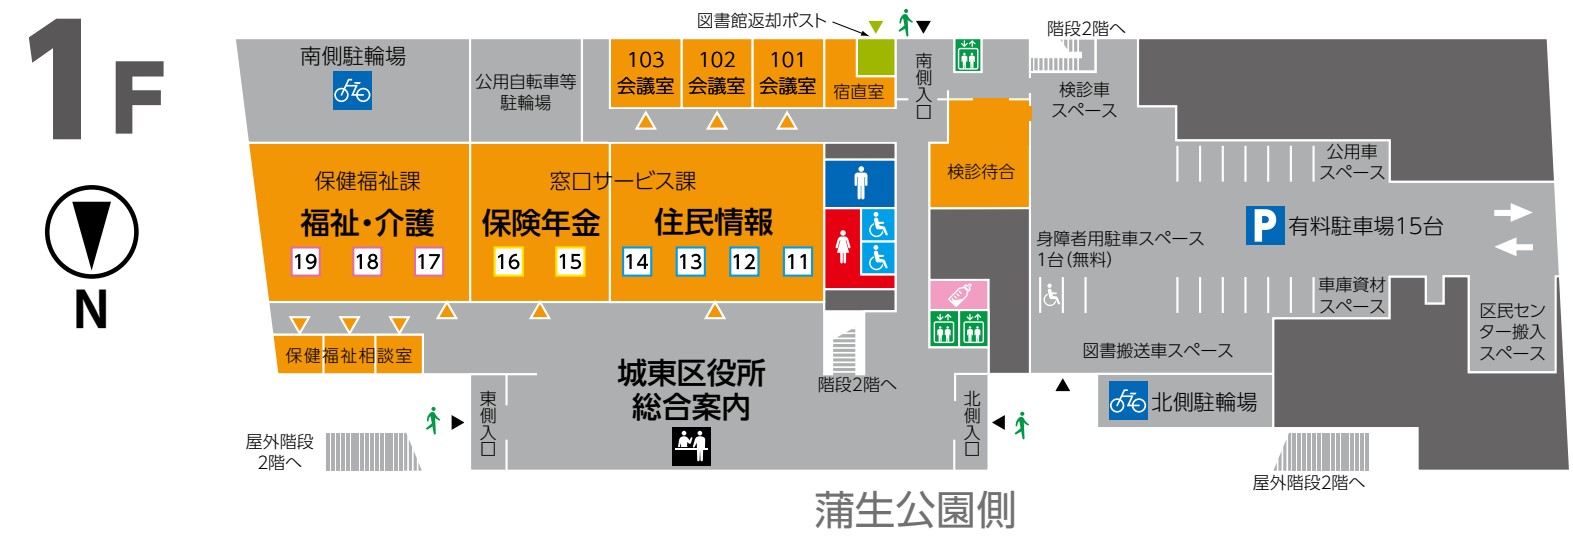 1F
N
図書館返却ポスト
階段2階へ
南側駐輪場
公用自転車等
駐輪場
103
会議室
102
会議室
101
会議室
宿直室
南側入口
検診車
スペース
検診待合
公用車
スペース
保健福祉課
福祉・介護
19
18
17
窓口サービス課
保険年金
16
15
住民情報
14
13
12
11
身障者用駐車スペース
1台（無料）
P
有料駐車場15台
車庫資材
スペース
区民セン
ター搬入
スペース
保健福祉相談室
城東区役所
総合案内
階段2階へ
図書搬送車スペース
北側駐輪場
東側入口
北側入口
屋外階段
2階へ
屋外階段2階へ
蒲生公園側